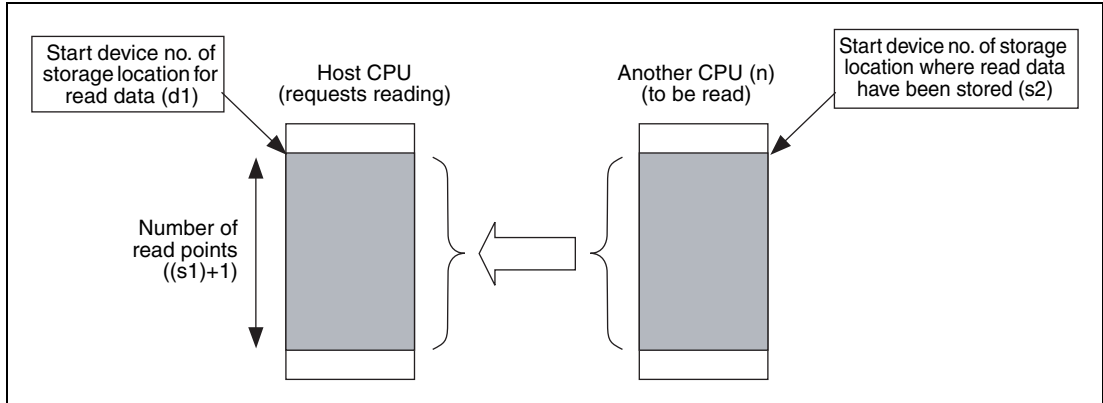 Start device no. of
storage location for
read data (d1)
Host CPU
(requests reading)
Another CPU (n)
(to be read)
Start device no. of storage
location where read data
have been stored (s2)
Number of
read points
((s1)+1)